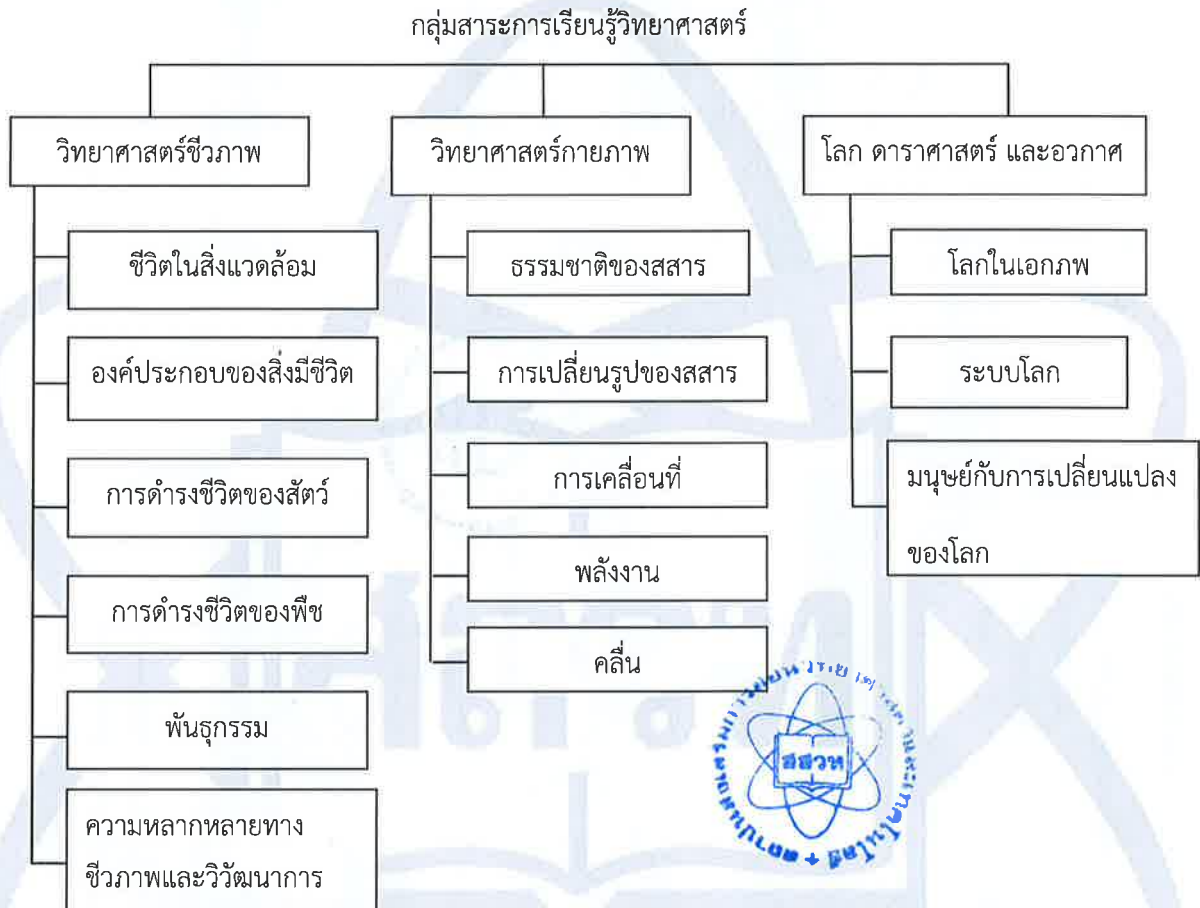 กลุ่มสาระการเรียนรู้วิทยาศาสตร์
วิทยาศาสตร์ชีวภาพ
ชีวิตในสิ่งแวดล้อม
องค์ประกอบของสิ่งมีชีวิต
การดำรงชีวิตของสัตว์
การดำรงชีวิตของพืช
พันธุกรรม
ความหลากหลายทาง
ชีวภาพและวิวัฒนาการ
วิทยาศาสตร์กายภาพ
ธรรมชาติของสสาร
การเปลี่ยนรูปของสสาร
การเคลื่อนที่
พลังงาน
คลื่น
โลก ดาราศาสตร์ และอวกาศ
โลกในเอกภพ
ระบบโลก
มนุษย์กับการเปลี่ยนแปลง
ของโลก
สสวท